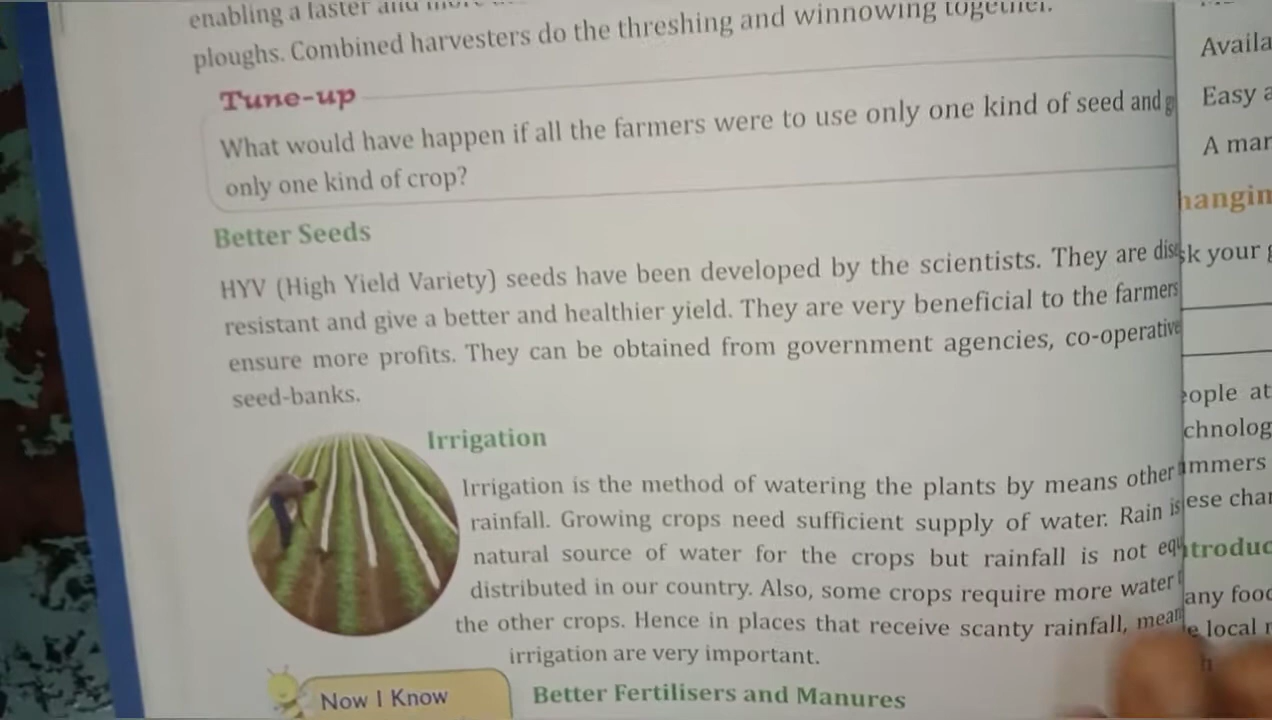 enabling a faster and
ploughs. Combined harvesters do the threshing and winnowing together.
Tune-up
What would have happen if all the farmers were to use only one kind of seed and
only one kind of crop?
Better Seeds
HYV (High Yield Variety) seeds have been developed by the scientists. They are
resistant and give a better and healthier yield. They are very beneficial to the farmers
ensure more profits. They can be obtained from government agencies, co-operative
seed-banks.
Irrigation
Irrigation is the method of watering the plants by means other
rainfall. Growing crops need sufficient supply of water. Rain is
natural source of water for the crops but rainfall is not
distributed in our country. Also, some crops require more water
the other crops. Hence in places that receive scanty rainfall,
irrigation are very important.
Now I Know
Better Fertilisers and Manures
Easy
A
your
at